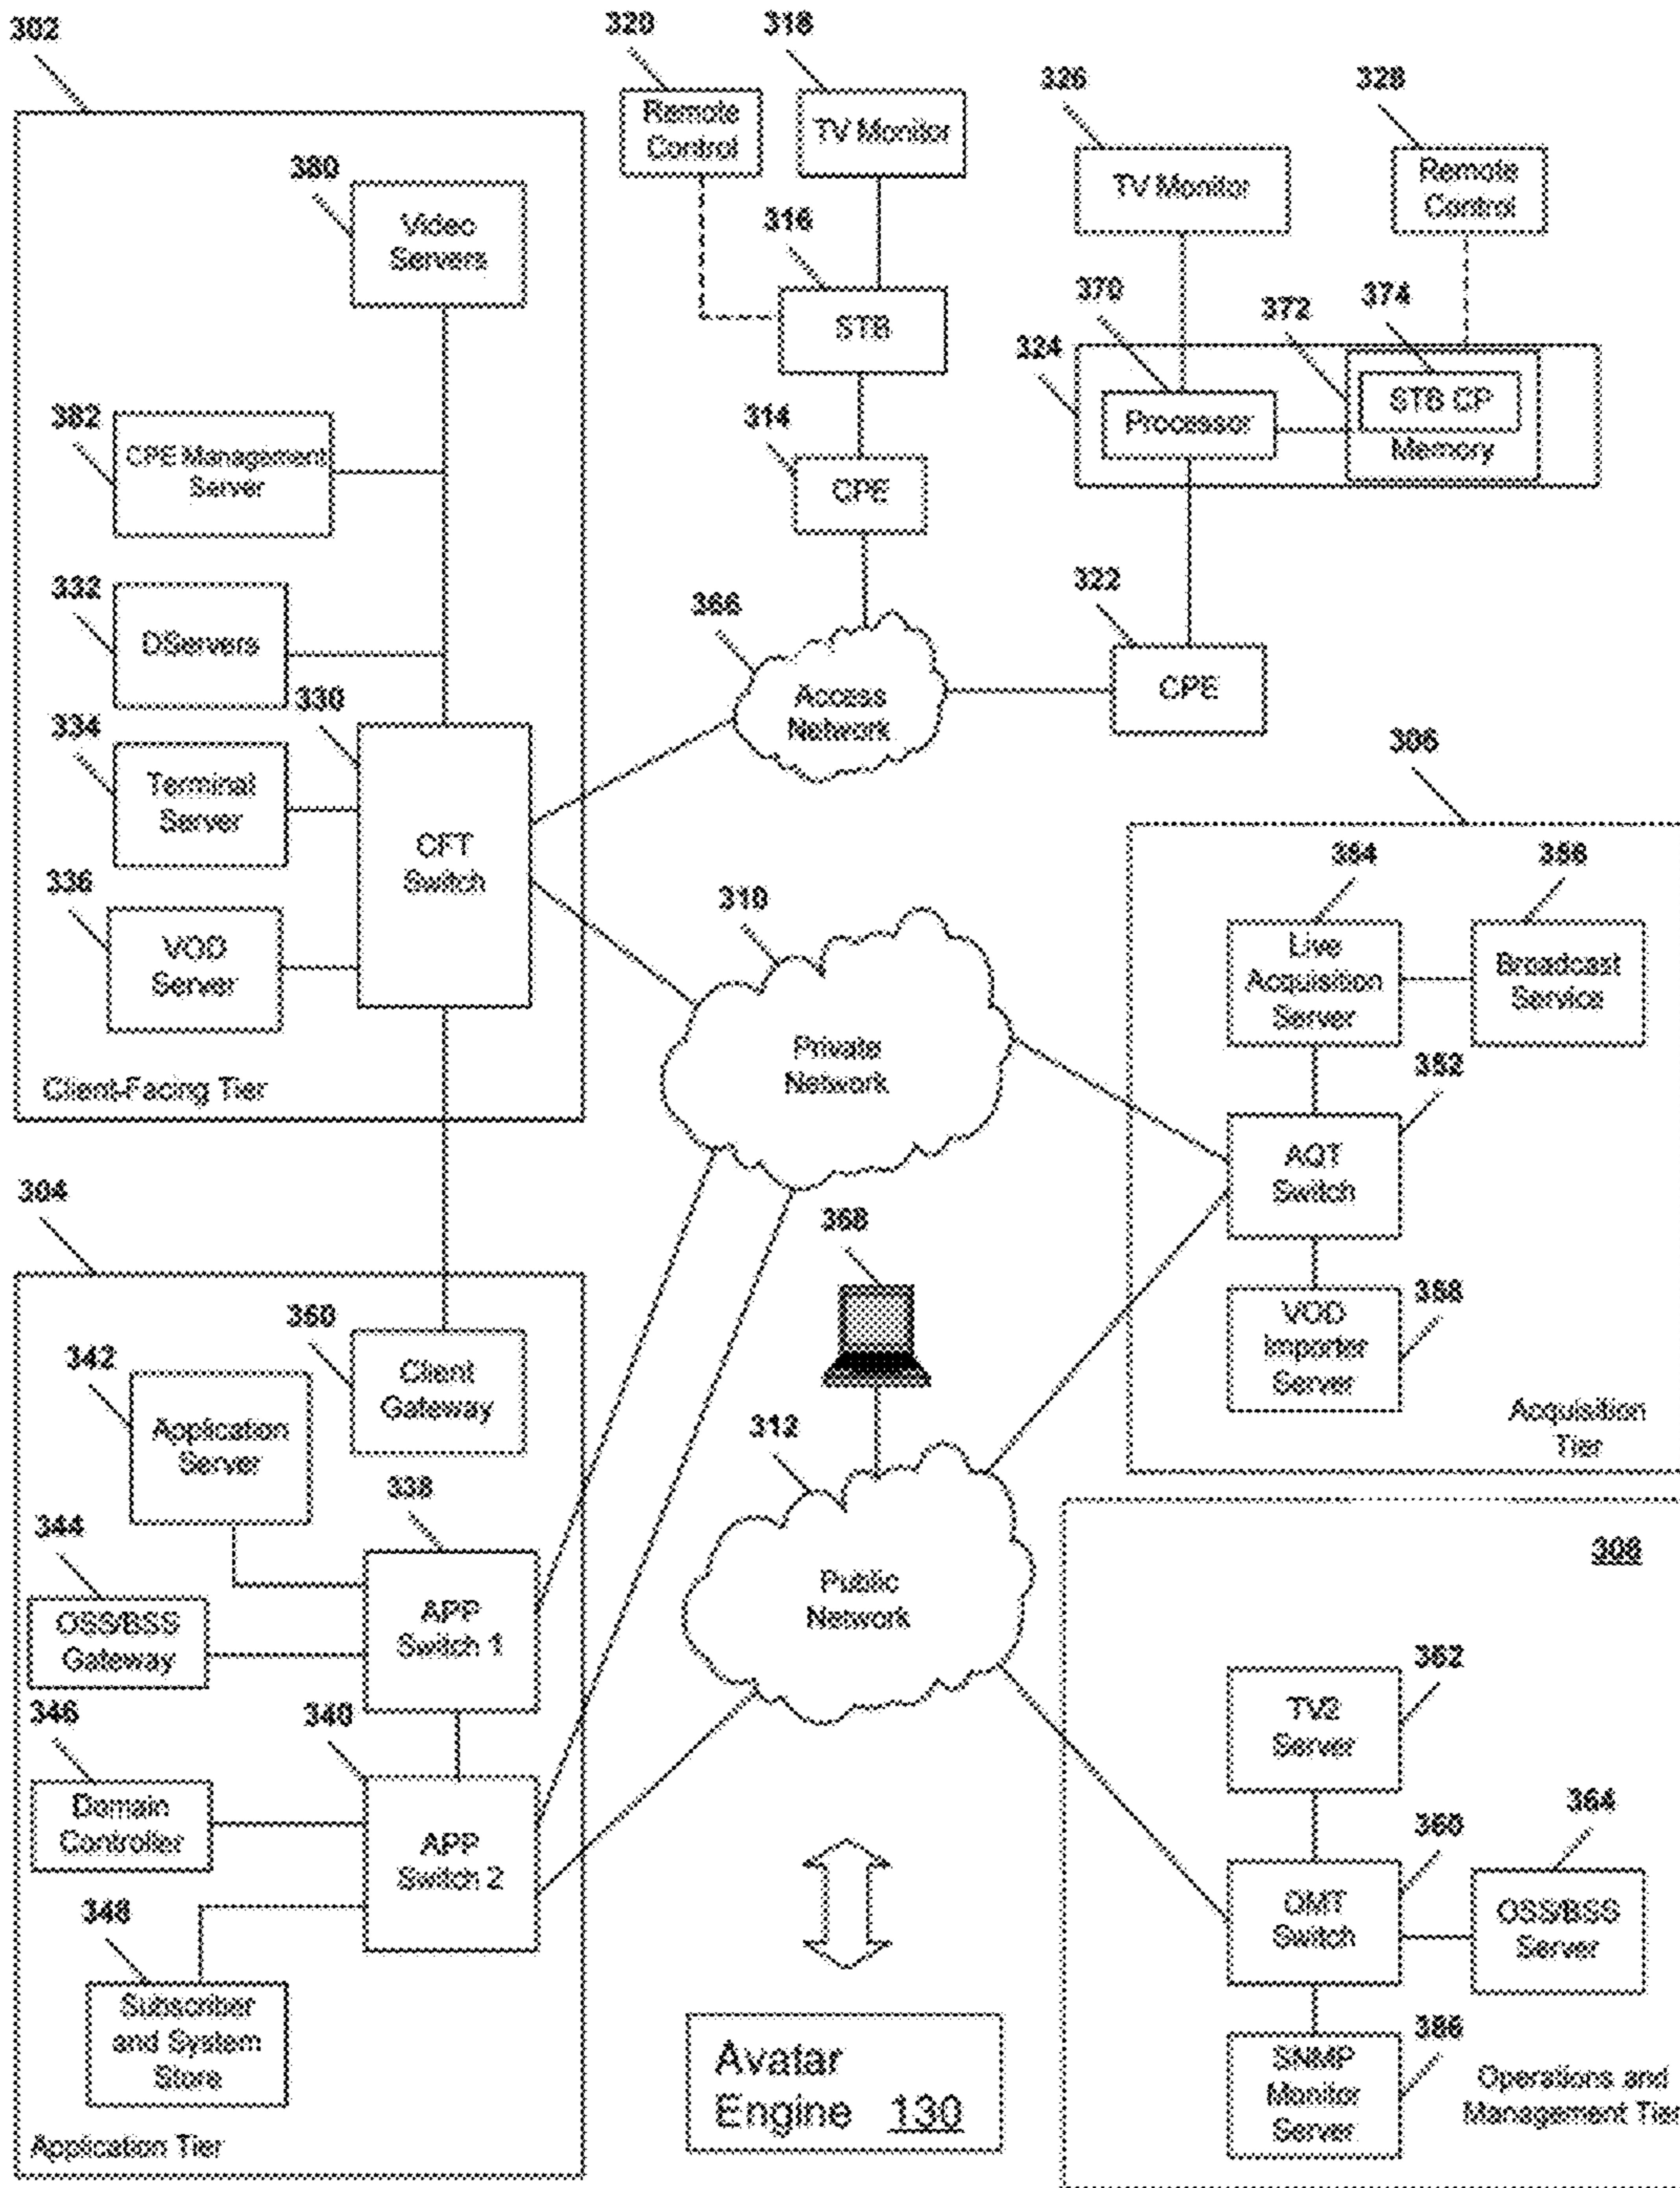 302
320
318
326
328
Remote
Control
TV Monitor
TV Monitor
Remote
Control
380
Video
Servers
316
STB
370
372
374
324
Processor
STB CP
Memory
382
CPE Management
Server
314
CPE
332
DServers
322
CPE
366
Access
Network
330
334
Terminal
Server
CFT
Switch
306
336
VOD
Server
310
Private
Network
354
356
Live
Acquisition
Server
Broadcast
Service
352
Client-Facing Tier
AQT
Switch
304
368
358
VOD
Importer
Server
350
Client
Gateway
342
Application
Server
Acquisition
Tier
312
Public
Network
338
344
OSS/BSS
Gateway
APP
Switch 1
308
346
340
Domain
Controller
APP
Switch 2
362
TV2
Server
364
360
OMT
Switch
OSS/BSS
Server
348
Subscriber
and System
Store
386
SNMP
Monitor
Server
Avatar
Engine 130
Operations and
Management Tier
Application Tier